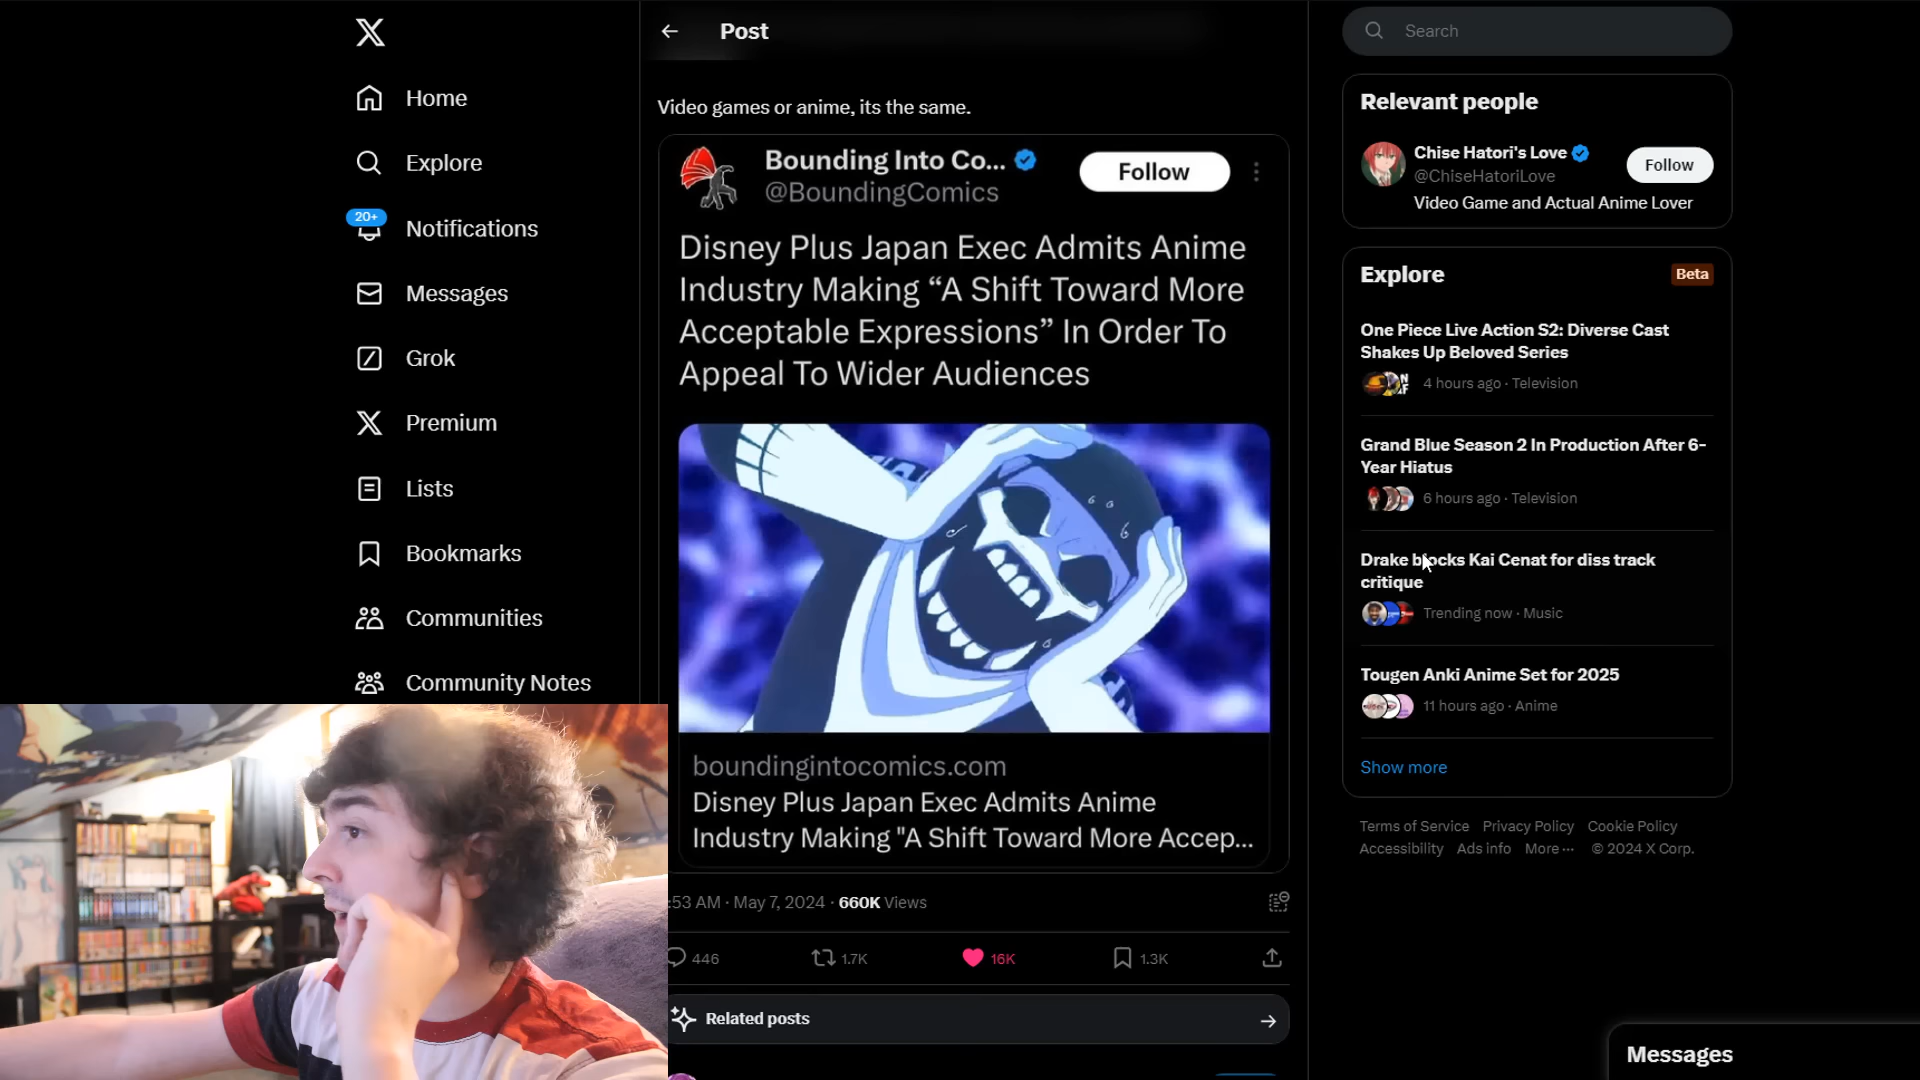 Home
Explore
20+
Notifications
Messages
Grok
Premium
Lists
Bookmarks
Communities
Community Notes
Post
Video games or anime, its the same.
Bounding Into Co...
@BoundingComics
Follow
Disney Plus Japan Exec Admits Anime
Industry Making “A Shift Toward More
Acceptable Expressions” In Order To
Appeal To Wider Audiences
boundingintocomics.com
Disney Plus Japan Exec Admits Anime
Industry Making "A Shift Toward More Accep...
:53 AM · May 7, 2024 · 660K Views
446
1.7K
16K
1.3K
Related posts
Search
Relevant people
Chise Hatori's Love
@ChiseHatoriLove
Follow
Video Game and Actual Anime Lover
Explore
Beta
One Piece Live Action S2: Diverse Cast
Shakes Up Beloved Series
4 hours ago · Television
Grand Blue Season 2 In Production After 6-
Year Hiatus
6 hours ago · Television
Drake blocks Kai Cenat for diss track
critique
Trending now · Music
Tougen Anki Anime Set for 2025
11 hours ago · Anime
Show more
Terms of Service Privacy Policy Cookie Policy
Accessibility Ads info More ··· © 2024 X Corp.
Messages